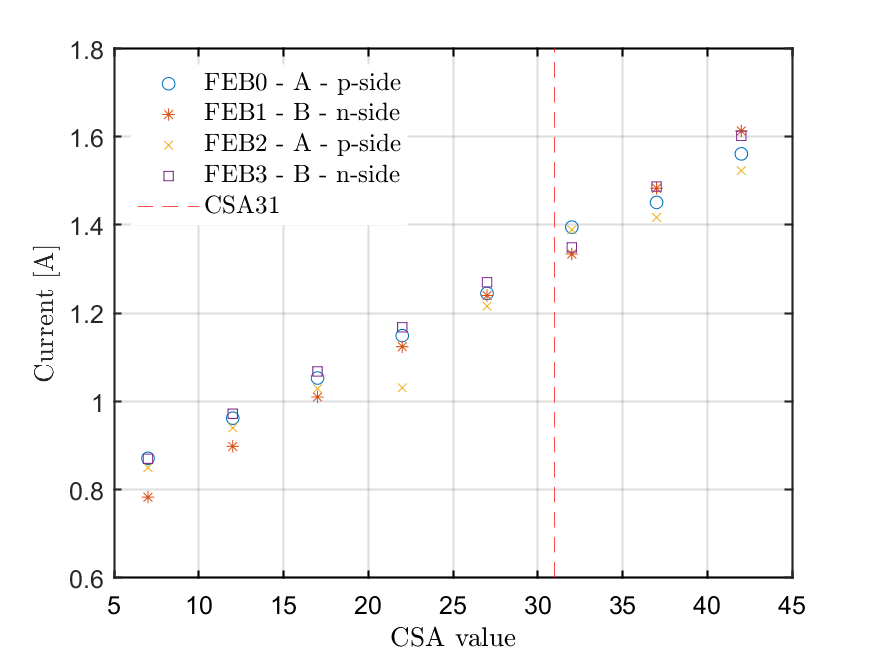 1.8
1.6
1.4
1.2
1
0.8
0.6
Current [A]
FEB0 - A - p-side
FEB1 - B - n-side
FEB2 - A - p-side
FEB3 - B - n-side
CSA31
5 10 15 20 25 30 35 40 45
CSA value